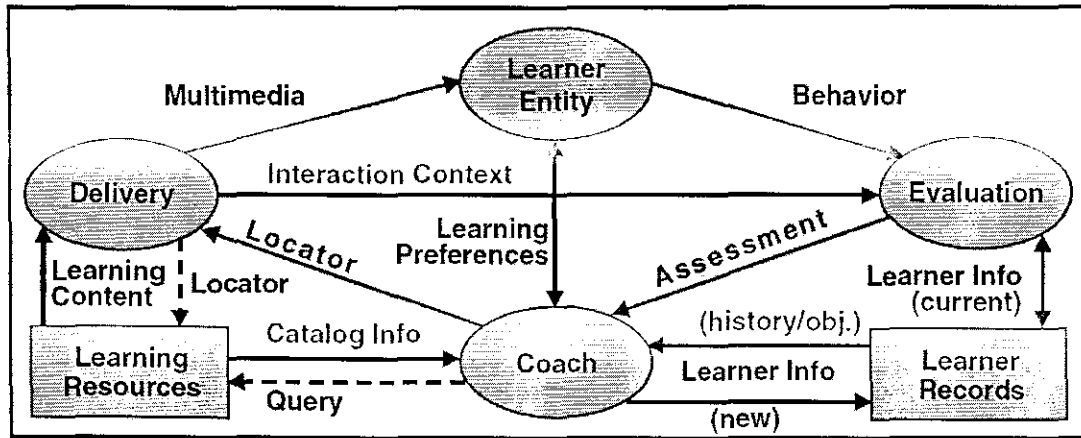 Learner
Entity
Multimedia
Behavior
Delivery
Interaction Context
Evaluation
Locator
Learning
Preferences
Assessment
Learning
Content
Locator
Learner Info
(current)
Learning
Resources
Catalog Info
Query
Coach
(history/obj.)
Learner Info
(new)
Learner
Records